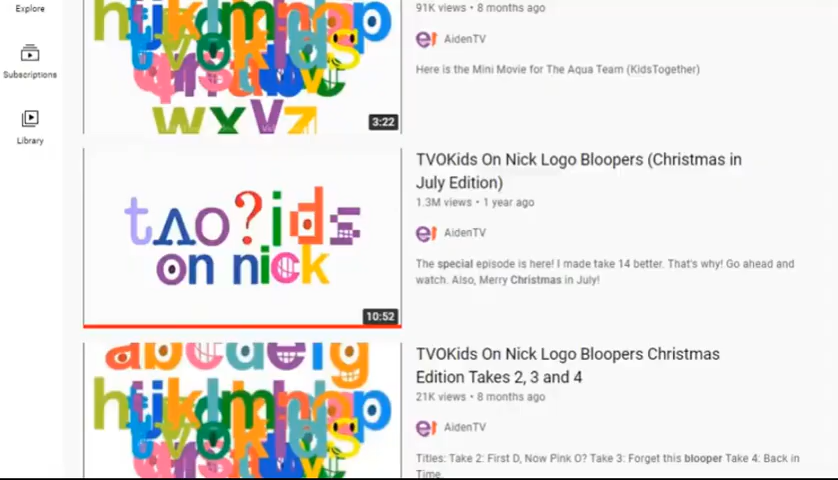 Explore
Subscriptions
Library
91K views • 8 months ago
AidenTV
Here is the Mini Movie for The Aqua Team (KidsTogether)
3:22
TVOKids On Nick Logo Bloopers (Christmas in
July Edition)
1.3M views • 1 year ago
AidenTV
The special episode is here! I made take 14 better. That's why! Go ahead and
watch. Also, Merry Christmas in July!
tΛo?ids
on nick
10:52
TVOKids On Nick Logo Bloopers Christmas
Edition Takes 2, 3 and 4
21K views • 8 months ago
AidenTV
Titles: Take 2: First D, Now Pink O? Take 3: Forget this blooper Take 4: Back in
Time.
abcdefg
wxyz